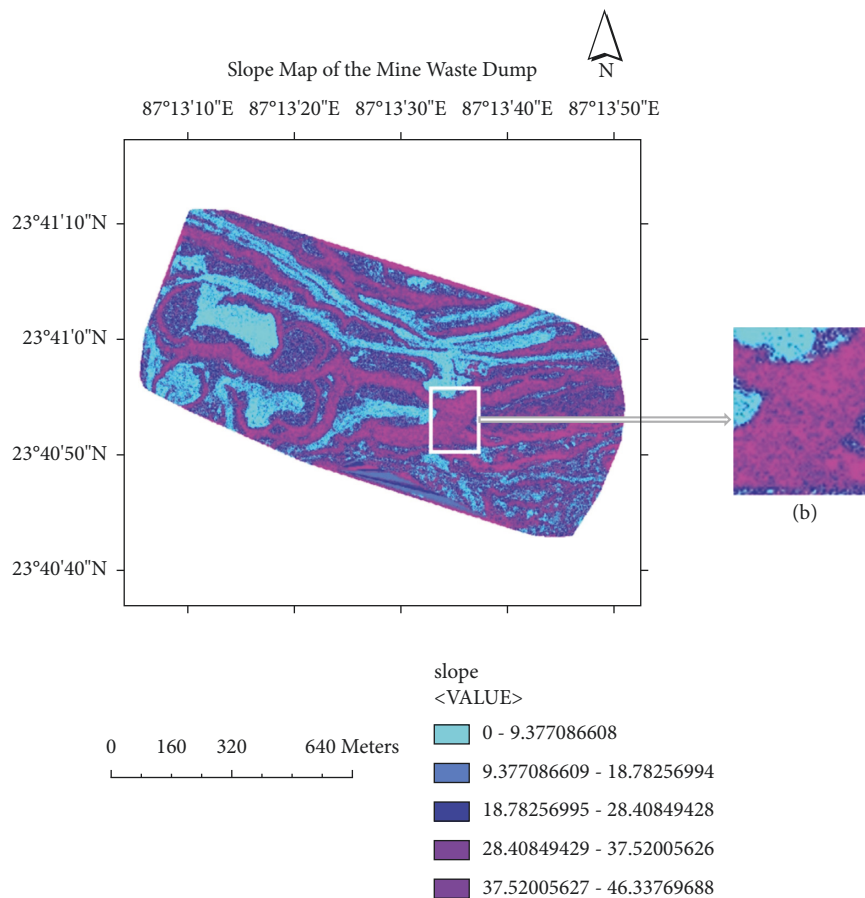 N
Slope Map of the Mine Waste Dump
87°13'10"E 87°13'20"E 87°13'30"E 87°13'40"E 87°13'50"E
23°41'10"N
23°41'0"N
23°40'50"N
23°40'40"N
(b)
slope
<VALUE>
0 160 320 640 Meters
0 - 9.377086608
9.377086609 - 18.78256994
18.78256995 - 28.40849428
28.40849429 - 37.52005626
37.52005627 - 46.33769688